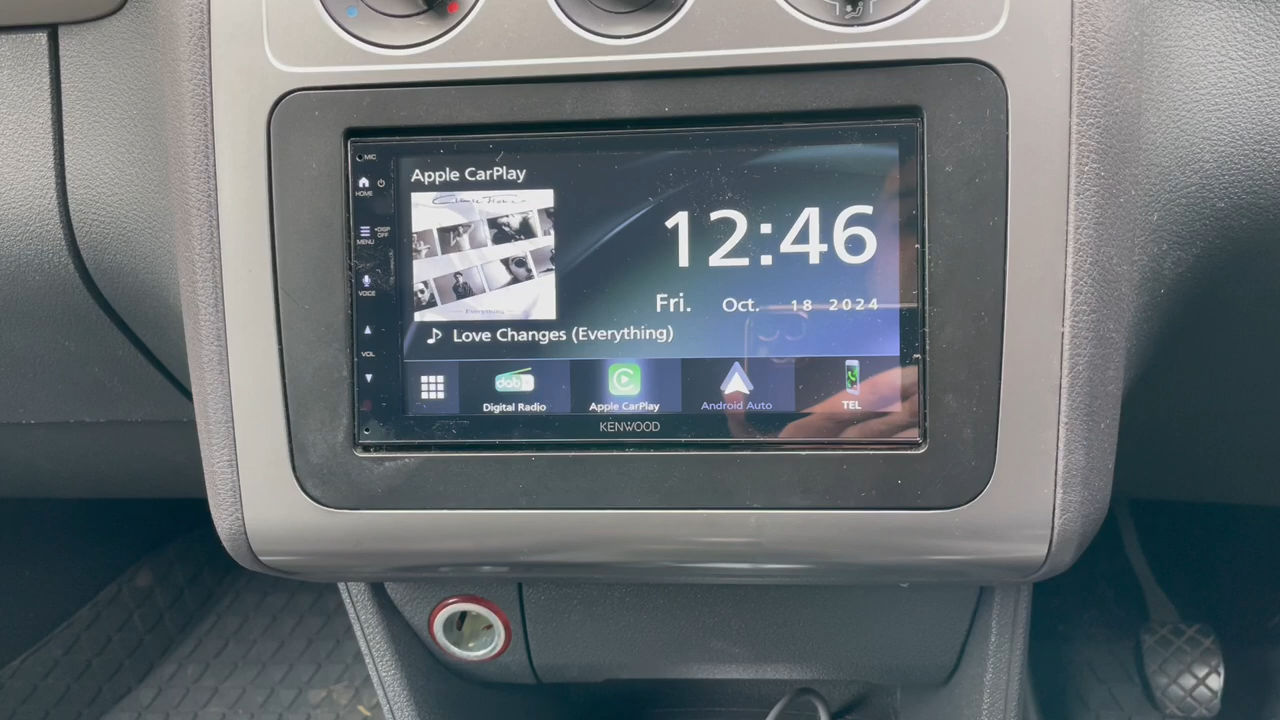 MIC
Apple CarPlay
HOME
12:46
DISP
OFF
MENU
VOICE
Everything
Fri. Oct. 18 2024
Love Changes (Everything)
VOL
dab
Digital Radio
Apple CarPlay
Android Auto
TEL
KENWOOD